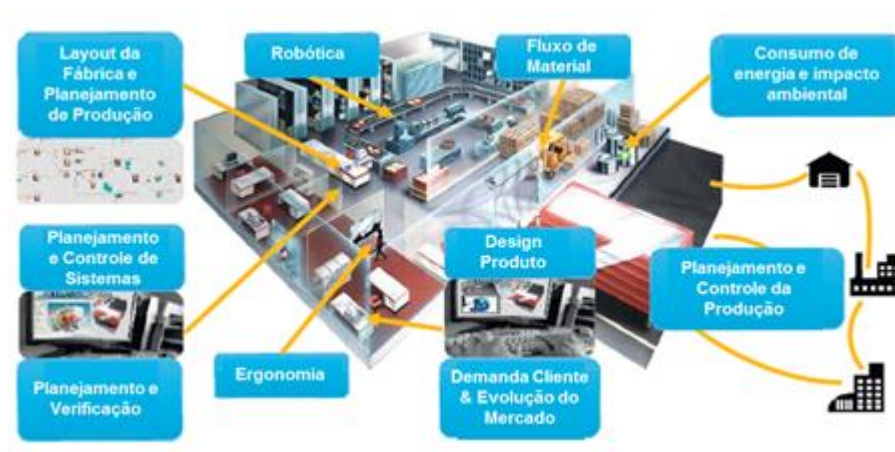 Layout da
Fábrica e
Planejamento
de Produção
Robótica
Fluxo de
Material
Consumo de
energia e impacto
ambiental
Planejamento
e Controle de
Sistemas
Design
Produto
Planejamento e
Controle da
Produção
Planejamento e
Verificação
Ergonomia
Demanda Cliente
& Evolução do
Mercado